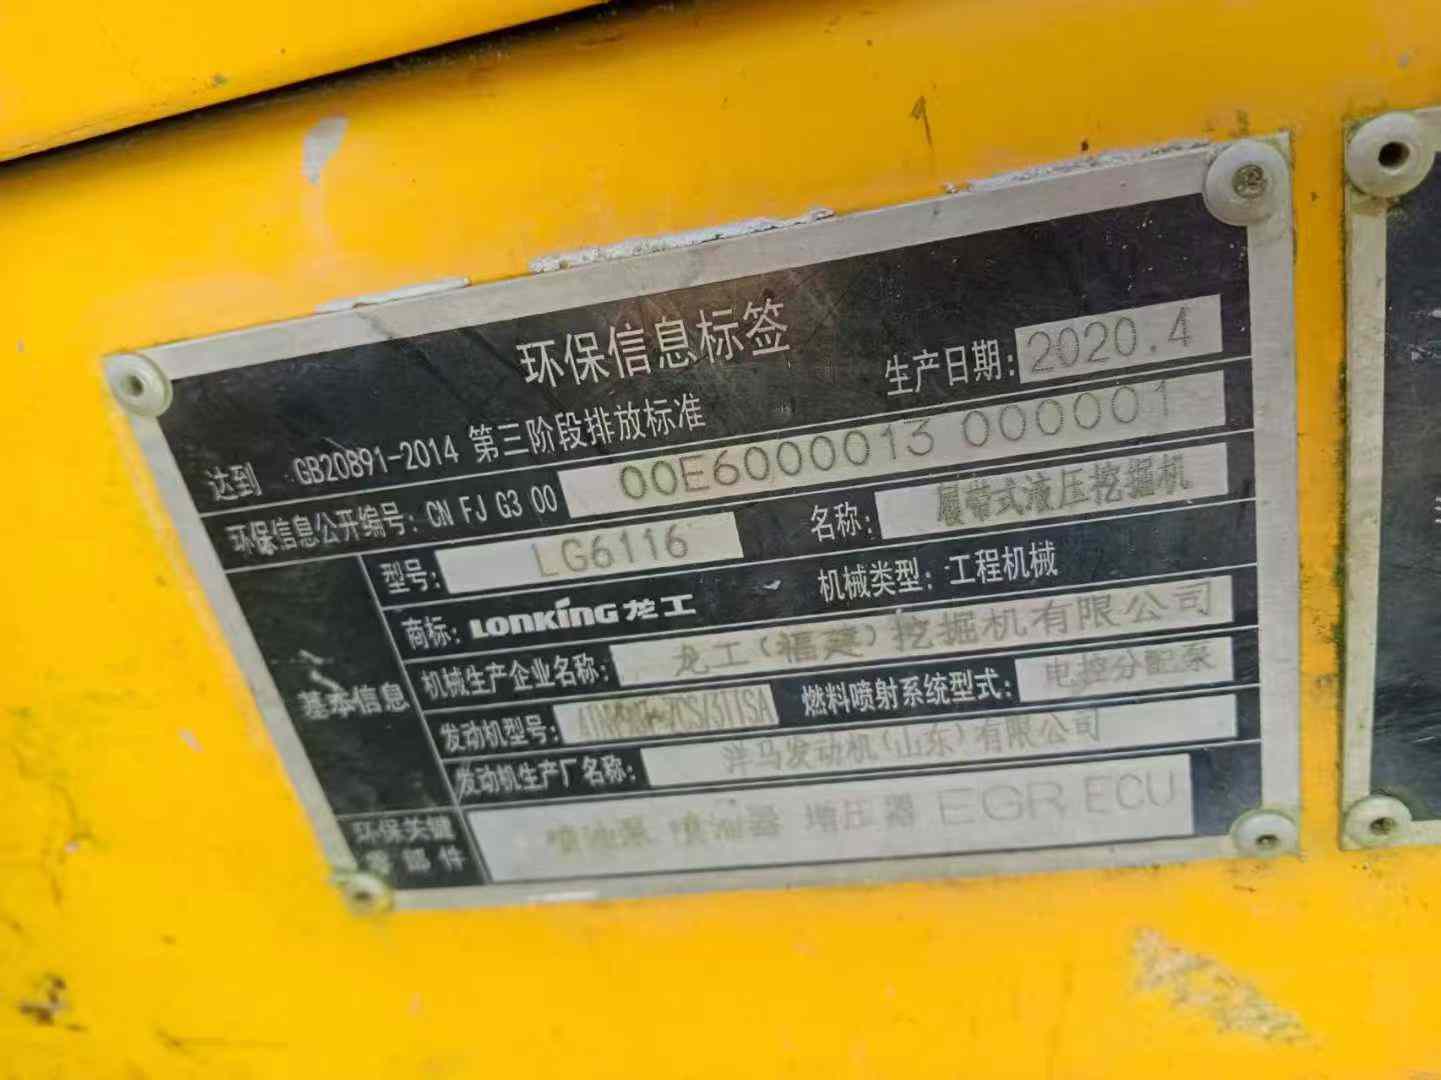 环保信息标签
生产日期: 2020.4
达到 GB20891-2014 第三阶段排放标准
环保信息公开编号: CN FJ G3 00 00E6000013 000001
型号: LG6116 名称: 履带式液压挖掘机
商标: LONKING 龙工 机械类型: 工程机械
基本信息
机械生产企业名称: 龙工(福建)挖掘机有限公司
发动机型号: 燃料喷射系统型式: 电控分配泵
发动机生产厂名称: 洋马发动机(山东)有限公司
环保关键零部件 喷油泵 喷油器 增压器 EGR ECU